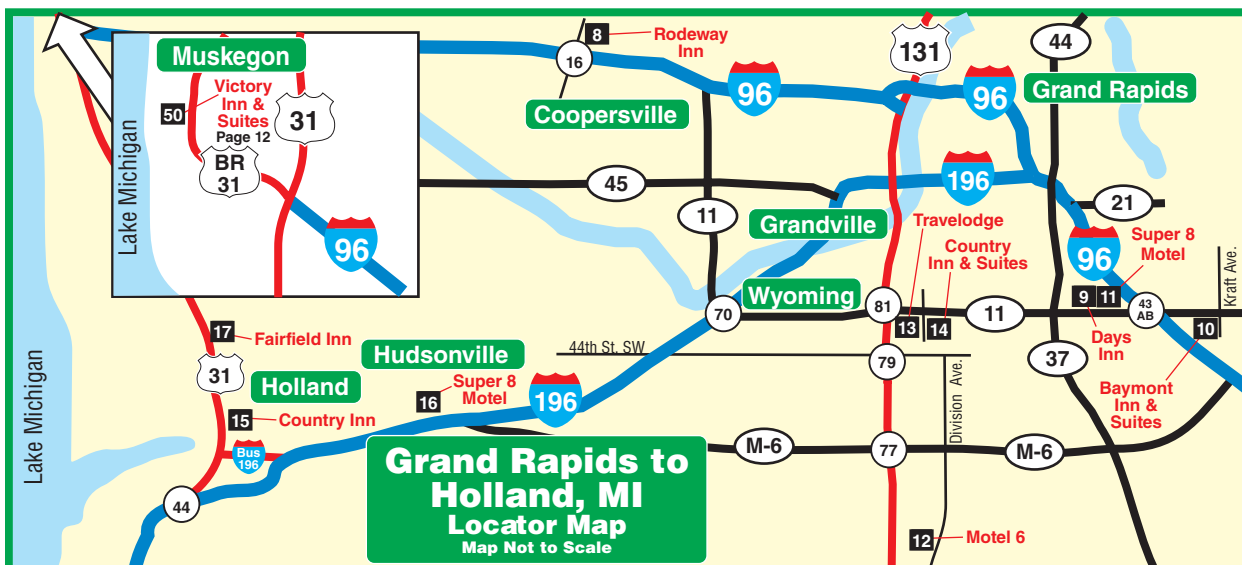 Muskegon
Victory
Inn &
Suites
Page 12
50
31
BR
31
96
Lake Michigan
8
Rodeway
Inn
16
Coopersville
96
131
96
44
Grand Rapids
45
11
196
21
Grandville
Travelodge
Country
Inn & Suites
Super 8
Motel
96
Kraft Ave.
Wyoming
70
81
13
14
11
9
11
43
AB
10
Days
Inn
17
Fairfield Inn
31
Hudsonville
44th St. SW
79
37
Baymont
Inn &
Suites
Holland
16
Super 8
Motel
196
Division Ave.
15
Country Inn
Bus
196
Lake Michigan
44
M-6
77
M-6
Grand Rapids to
Holland, MI
Locator Map
Map Not to Scale
12
Motel 6